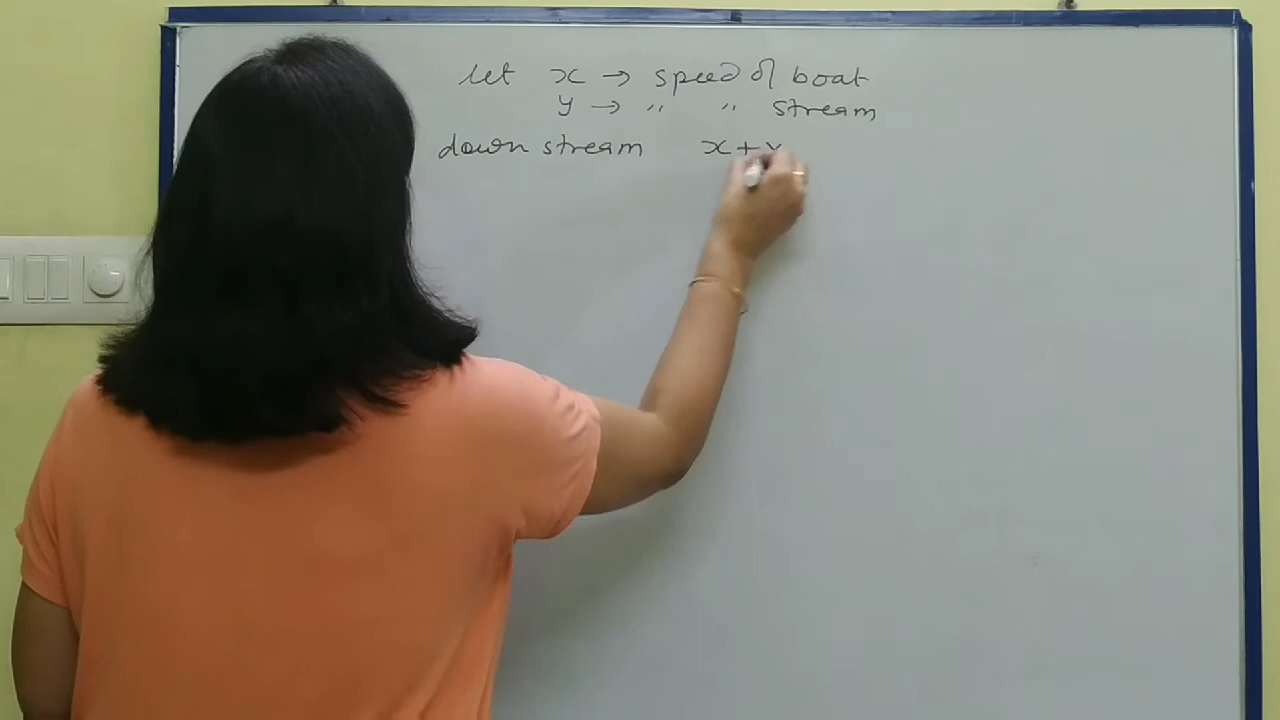 let x → speed of boat
y → " " stream
down stream x + y